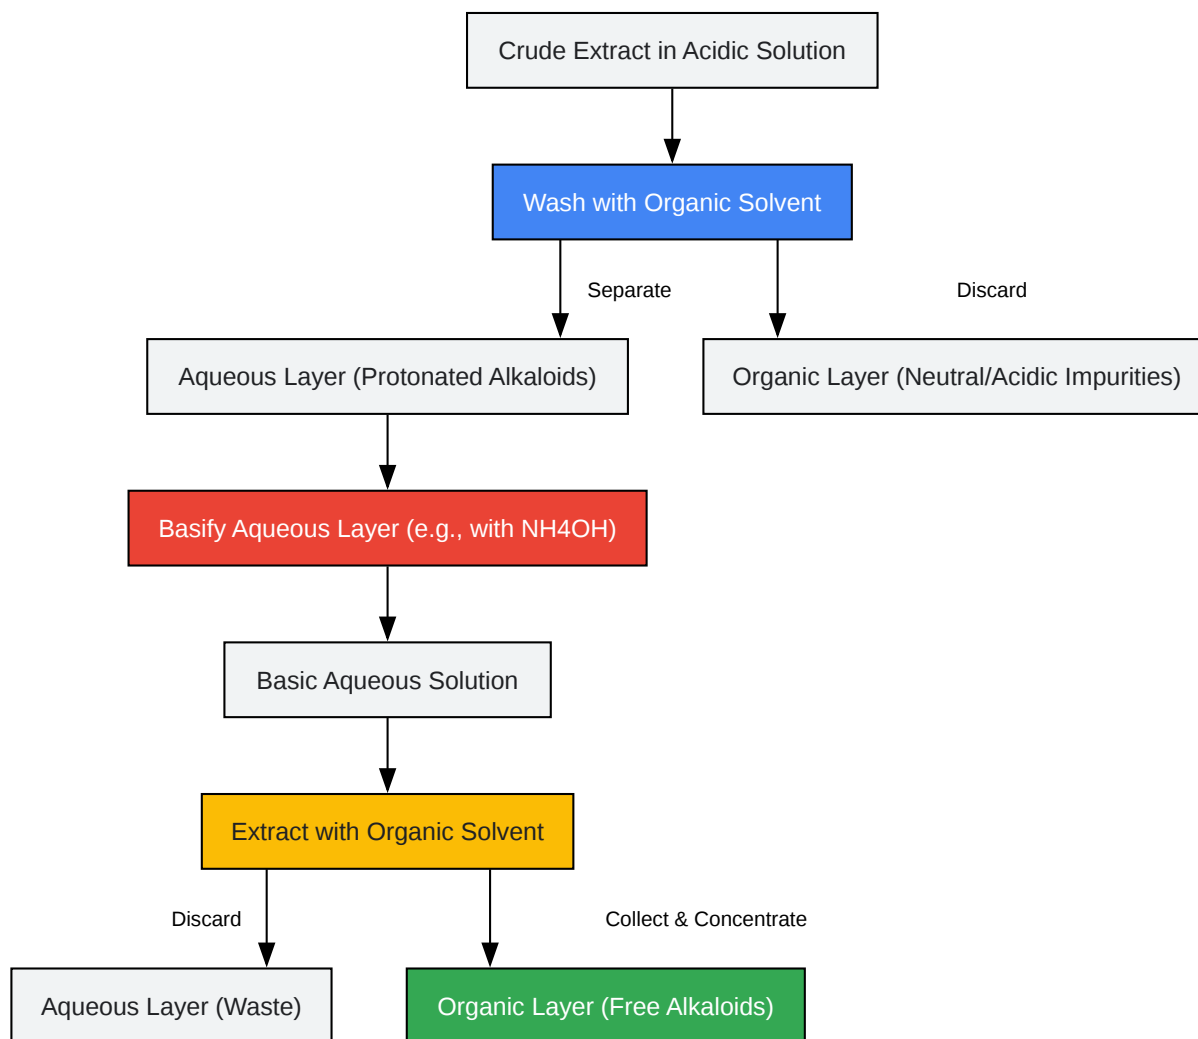 Crude Extract in Acidic Solution
Wash with Organic Solvent
Separate
Discard
Aqueous Layer (Protonated Alkaloids)
Organic Layer (Neutral/Acidic Impurities)
Basify Aqueous Layer (e.g., with NH4OH)
Basic Aqueous Solution
Extract with Organic Solvent
Discard
Collect & Concentrate
Aqueous Layer (Waste)
Organic Layer (Free Alkaloids)